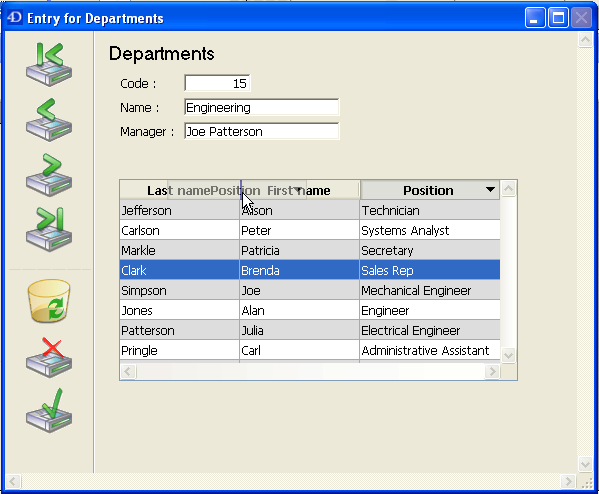 4D Entry for Departments
Departments
Code : 15
Name : Engineering
Manager : Joe Patterson
Last name Position First name Position
Jefferson Alison Technician
Carlson Peter Systems Analyst
Markle Patricia Secretary
Clark Brenda Sales Rep
Simpson Joe Mechanical Engineer
Jones Alan Engineer
Patterson Julia Electrical Engineer
Pringle Carl Administrative Assistant